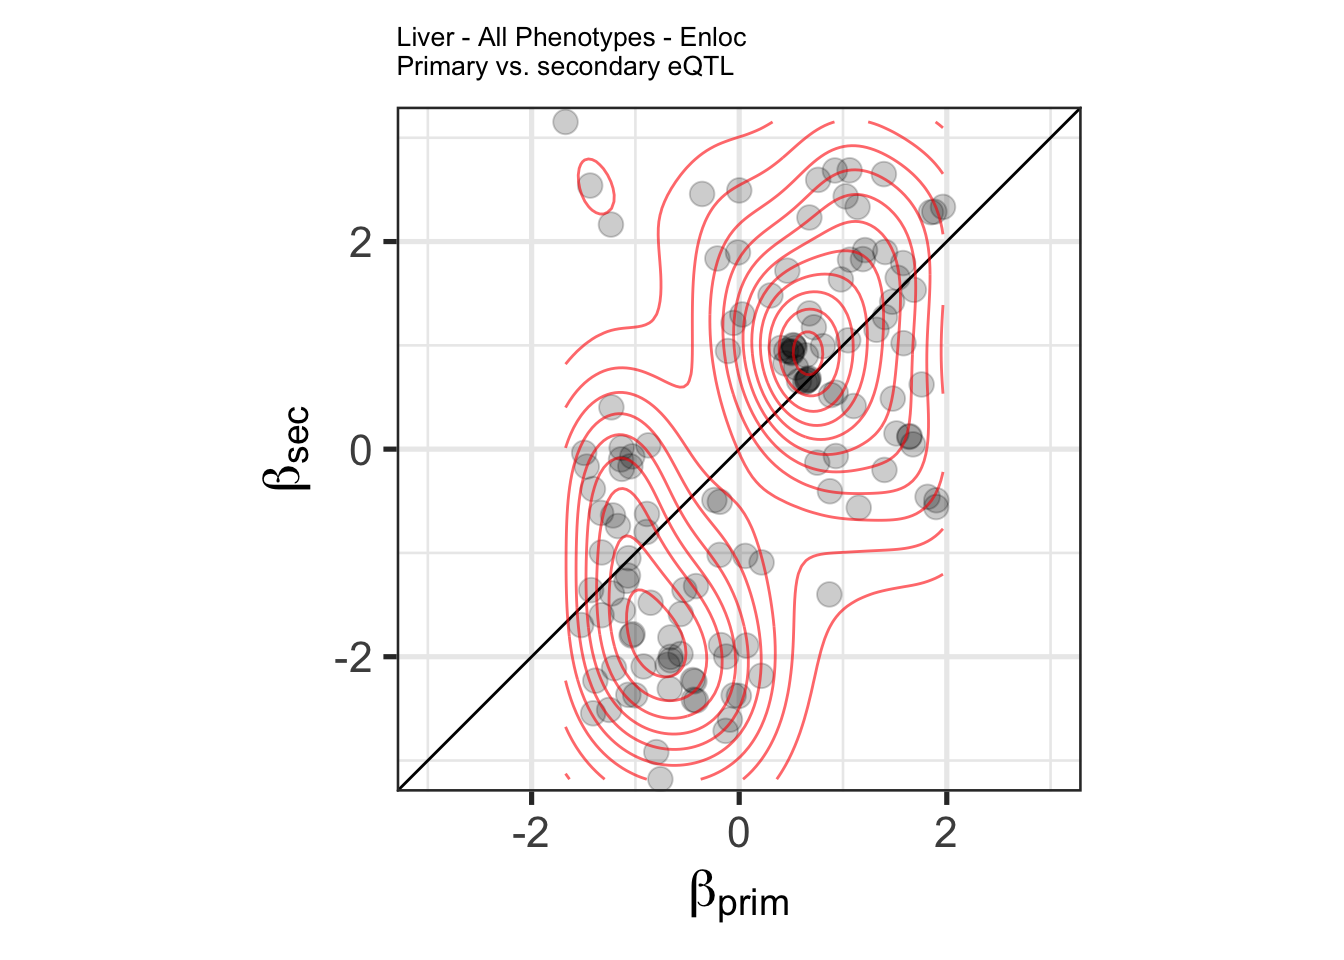 Liver - All Phenotypes - Enloc
Primary vs. secondary eQTL
2
0
-2
βsec
-2 0 2
βprim